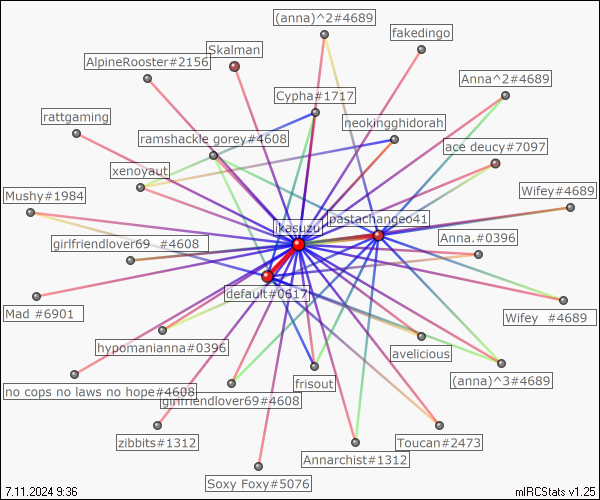 (anna)^2#4689
fakedingo
Skalman
AlpineRooster#2156
Anna^2#4689
Cypha#1717
rattgaming
neokingghidorah
ramshackle gorey#4608
ace deucy#7097
xenoyaut
Mushy#1984
Wifey#4689
pastachangeo41
ikasuzu
Anna.#0396
girlfriendlover69 #4608
default#0617
Mad #6901
Wifey #4689
hypomanianna#0396
avelicious
(anna)^3#4689
frisout
no cops no laws no hope#4608
girlfriendlover69#4608
zibbits#1312
Toucan#2473
Annarchist#1312
Soxy Foxy#5076
7.11.2024 9:36
mIRCStats v1.25